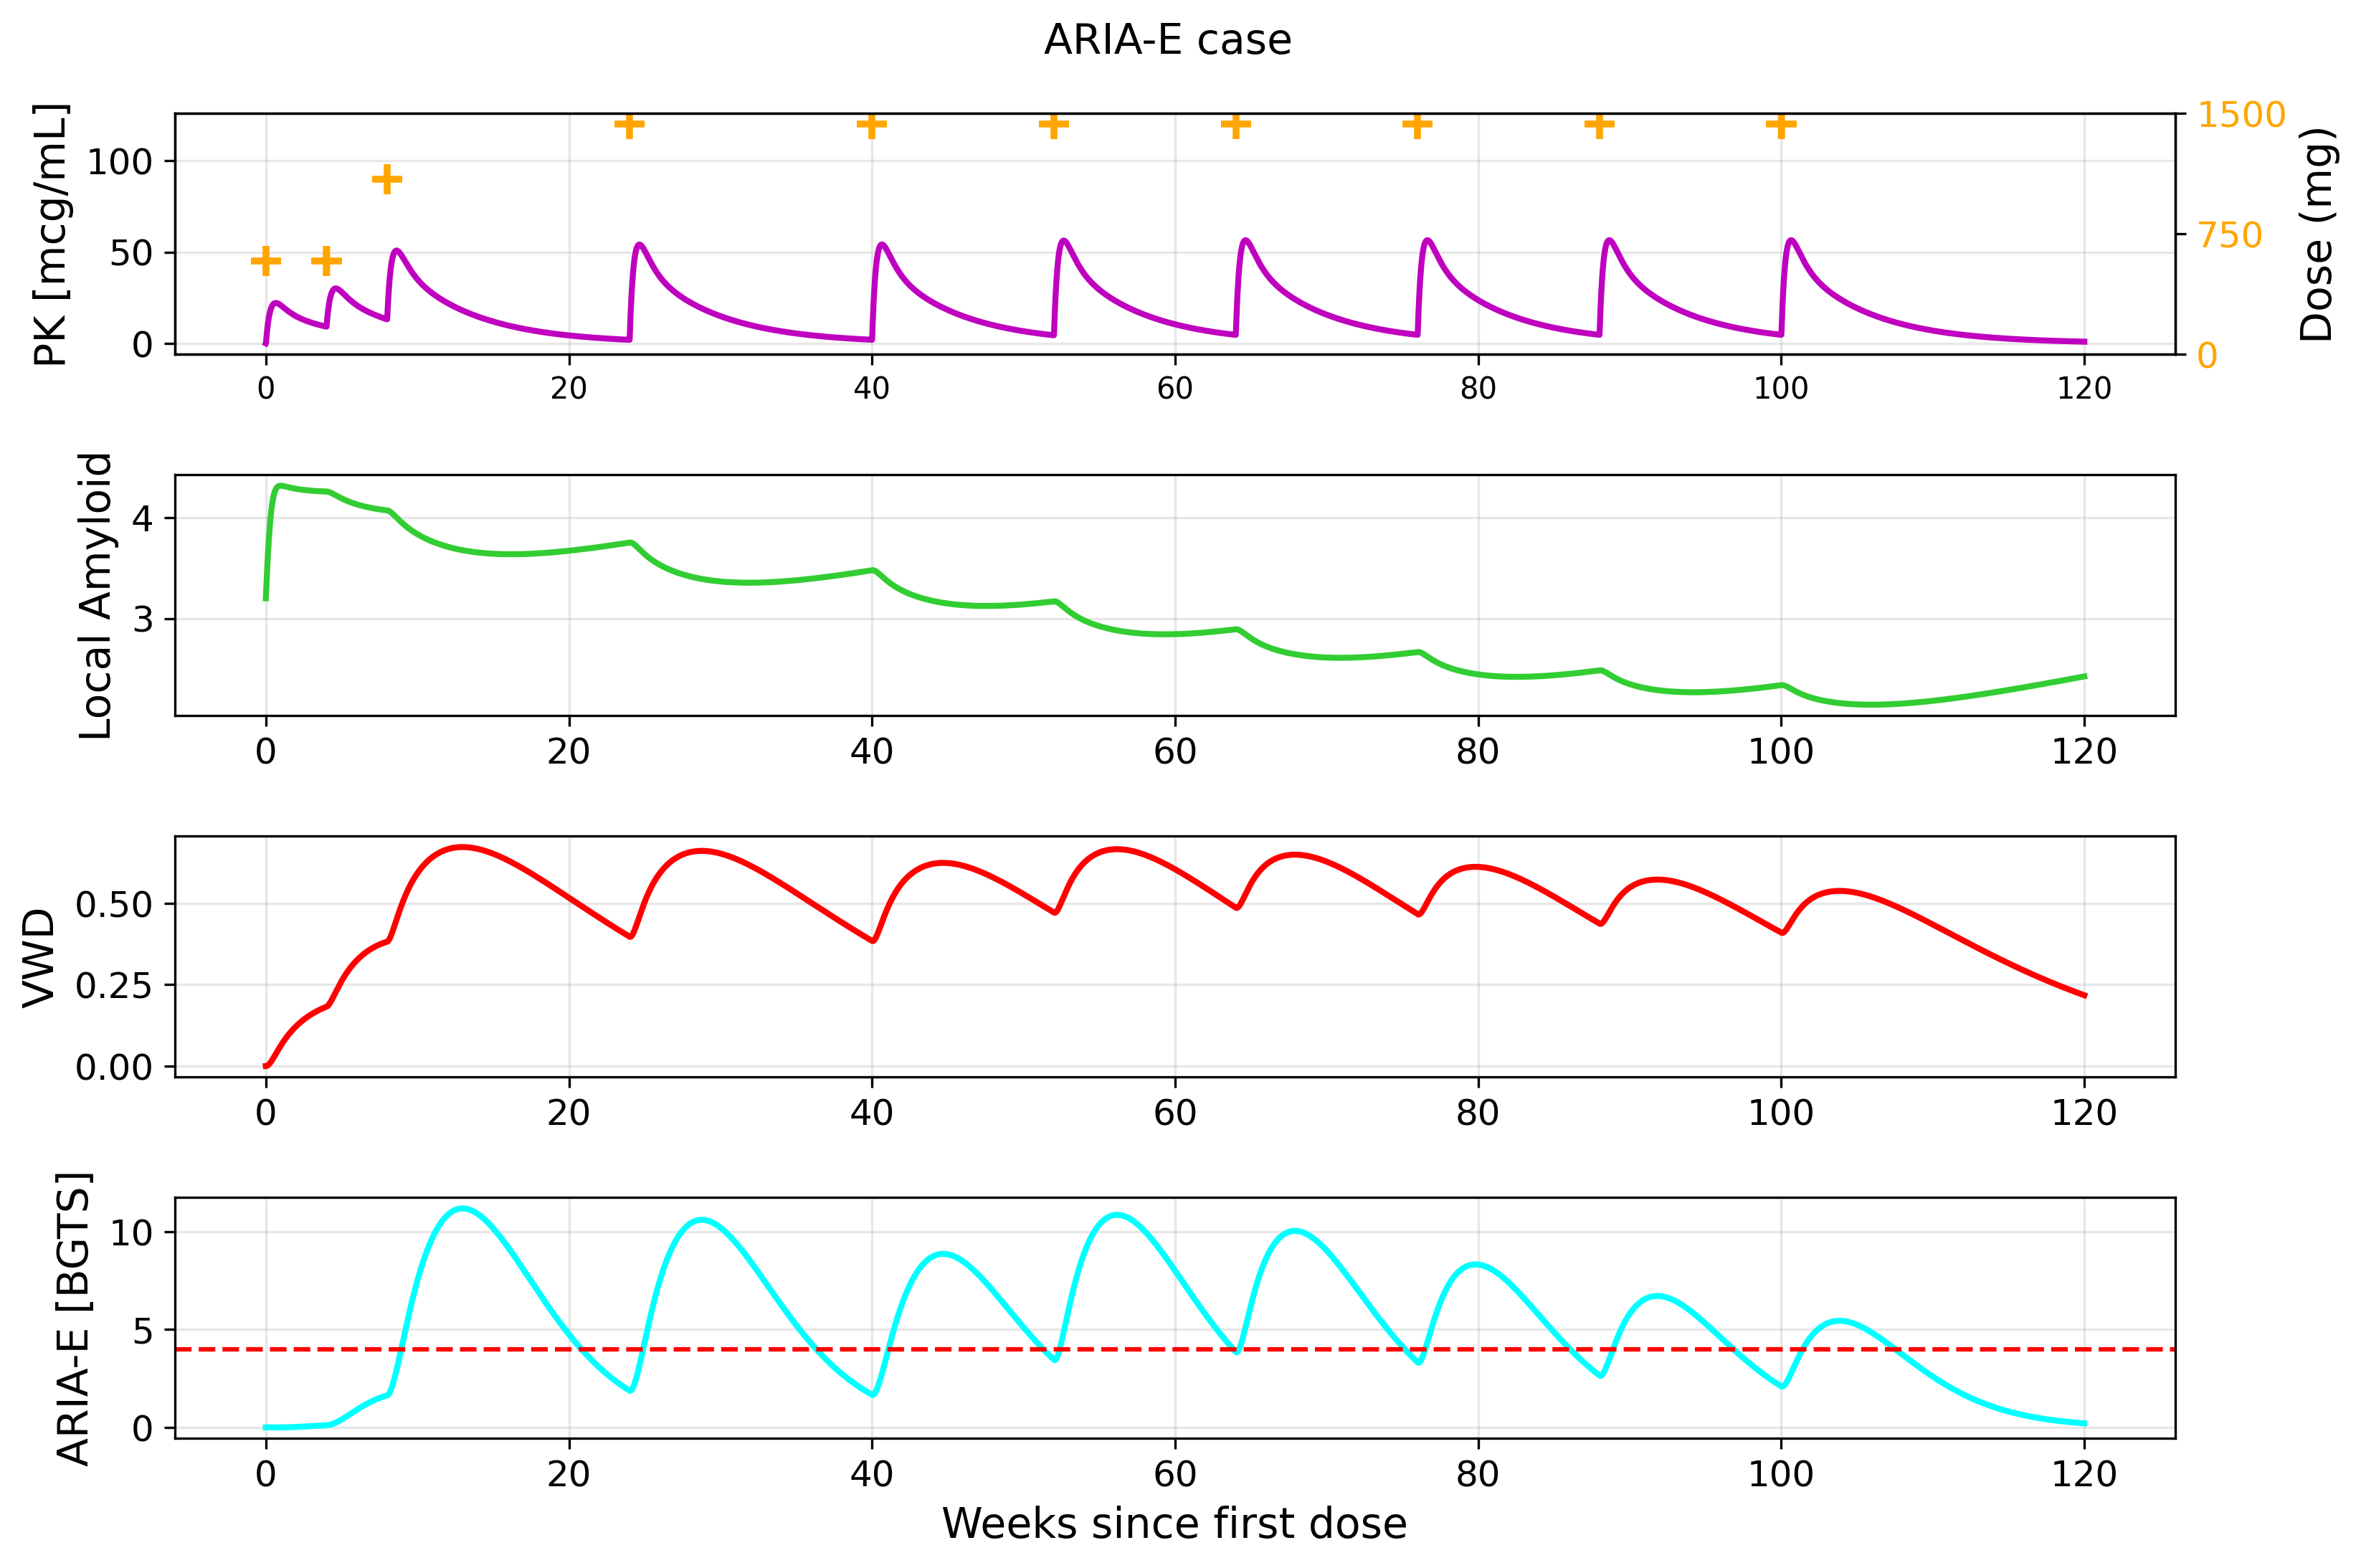 ARIA-E case
PK [mcg/mL]
100
50
0
1500
750
0
Dose (mg)
0 20 40 60 80 100 120
Local Amyloid
4
3
0 20 40 60 80 100 120
VWD
0.50
0.25
0.00
0 20 40 60 80 100 120
ARIA-E [BGTS]
10
5
0
0 20 40 60 80 100 120
Weeks since first dose